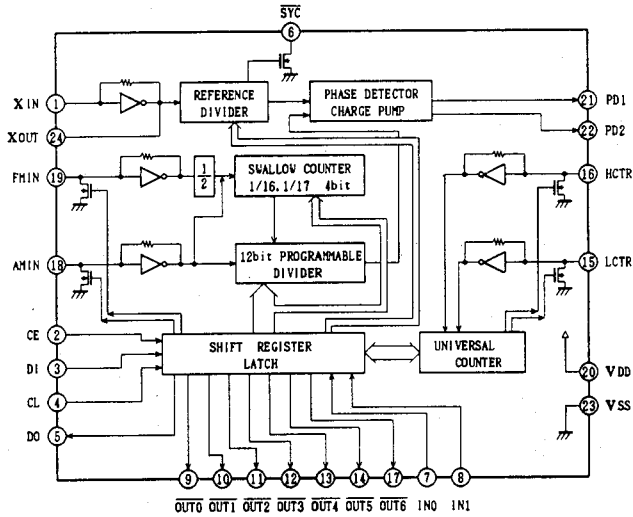 SYC
6
XIN 1
REFERENCE
DIVIDER
PHASE DETECTOR
CHARGE PUMP
21 PD1
XOUT 24
22 PD2
FMIN 19
1
2
SWALLOW COUNTER
1/16.1/17 4bit
16 HCTR
AMIN 18
12bit PROGRAMMABLE
DIVIDER
15 LCTR
CE 2
DI 3
SHIFT REGISTER
LATCH
UNIVERSAL
COUNTER
20 VDD
CL 4
23 VSS
DO 5
9 10 11 12 13 14 17 7 8
OUT0 OUT1 OUT2 OUT3 OUT4 OUT5 OUT6 IN0 IN1